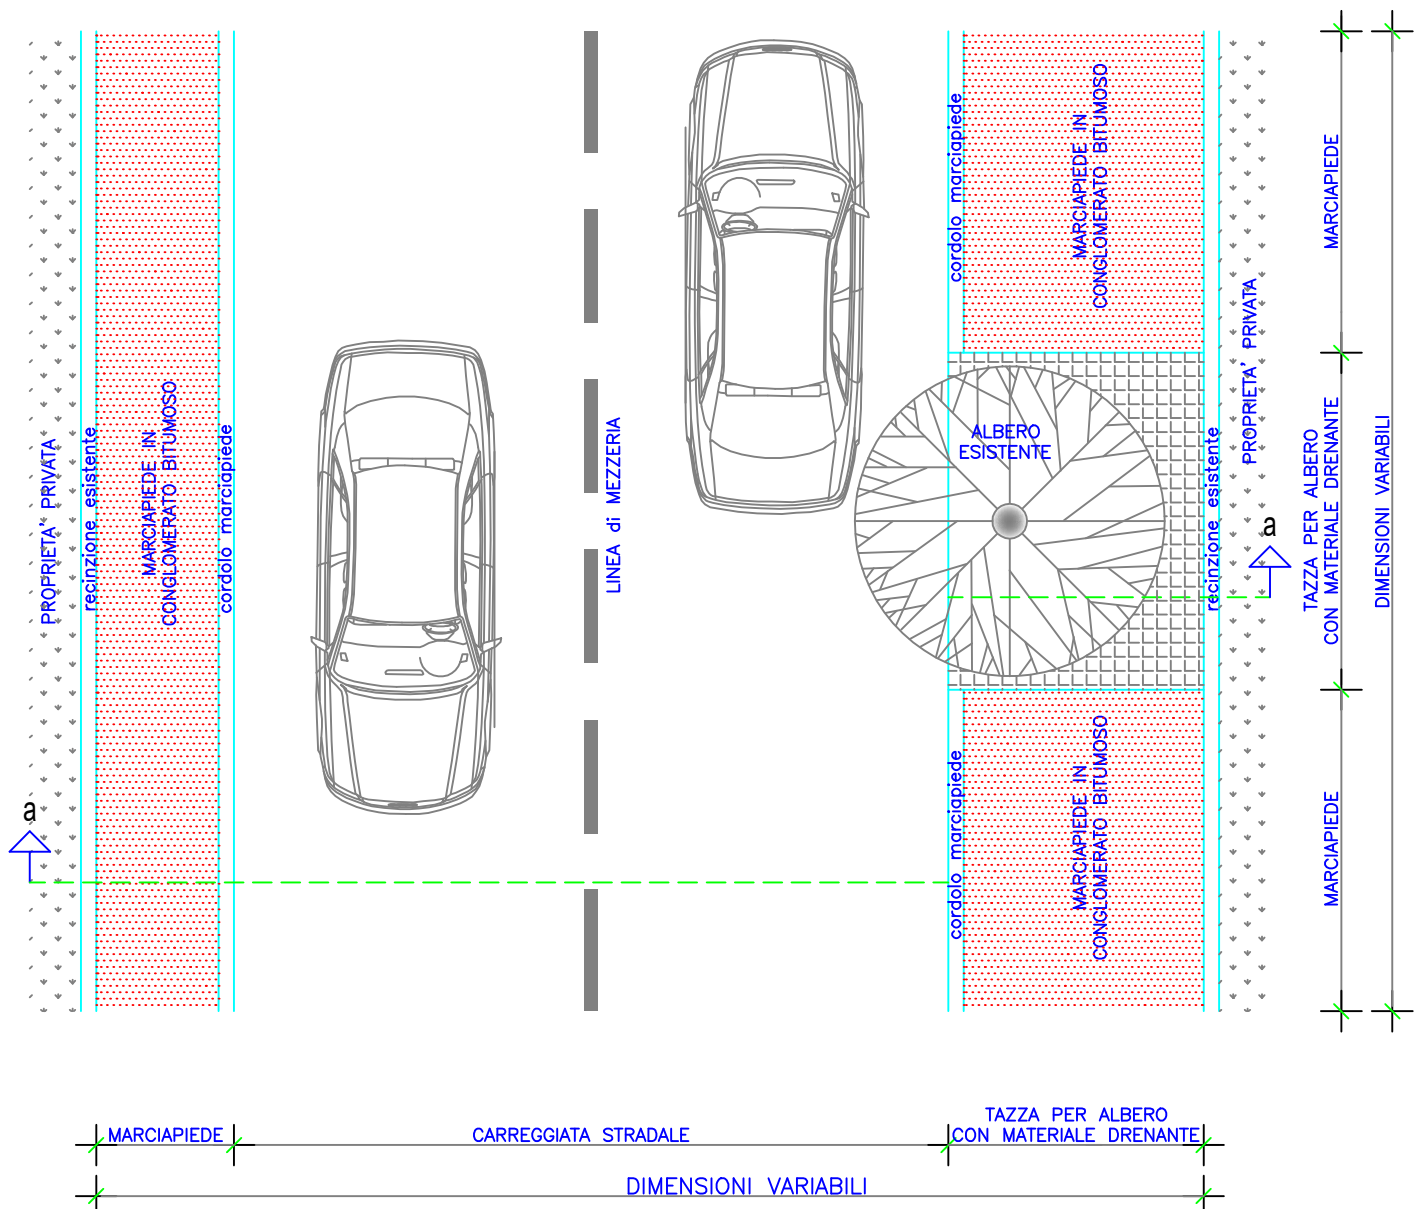 PROPRIETA' PRIVATA
recinzione esistente
MARCIAPIEDE IN
CONGLOMERATO BITUMOSO
cordolo marciapiede
LINEA di MEZZERIA
cordolo marciapiede
MARCIAPIEDE IN
CONGLOMERATO BITUMOSO
ALBERO
ESISTENTE
cordolo marciapiede
MARCIAPIEDE IN
CONGLOMERATO BITUMOSO
recinzione esistente
PROPRIETA' PRIVATA
a
a
MARCIAPIEDE
TAZZA PER ALBERO
CON MATERIALE DRENANTE
MARCIAPIEDE
DIMENSIONI VARIABILI
MARCIAPIEDE
CARREGGIATA STRADALE
TAZZA PER ALBERO
CON MATERIALE DRENANTE
DIMENSIONI VARIABILI